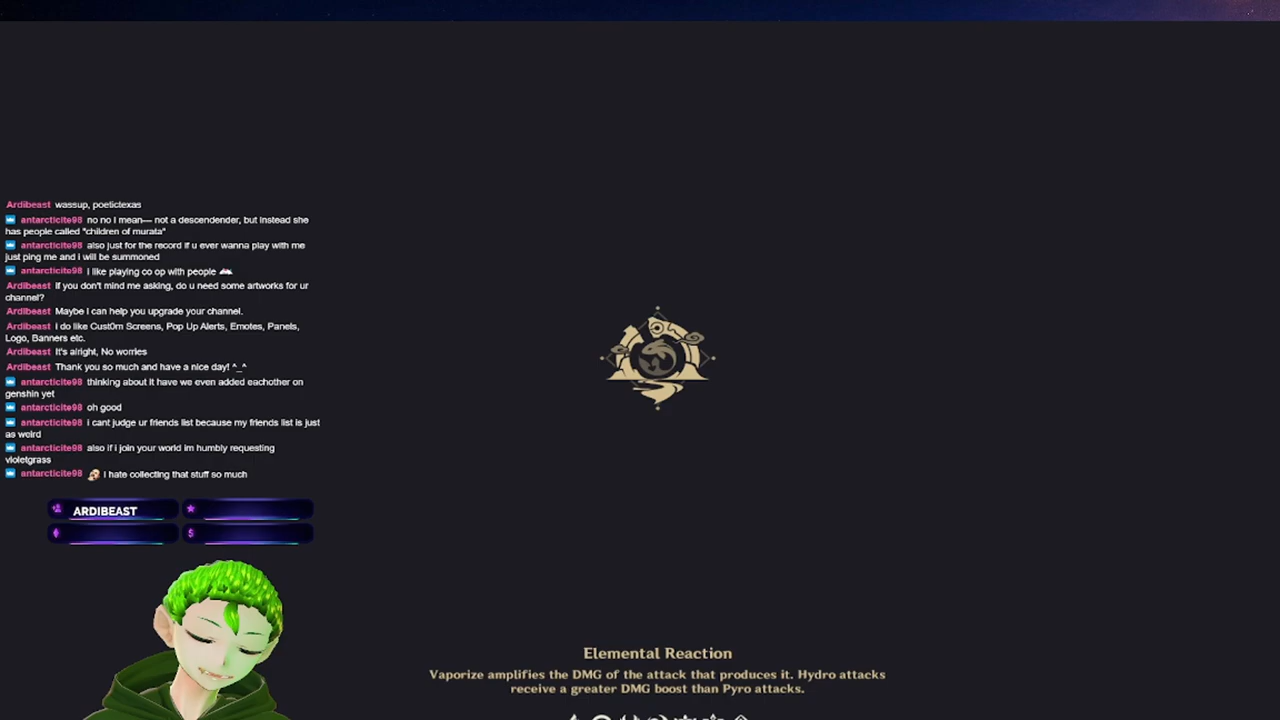 Ardibeast wassup, poetictexas
antarcticite98 no no I mean— not a descendender, but instead she
has people called "children of murata"
antarcticite98 also just for the record if u ever wanna play with me
just ping me and i will be summoned
antarcticite98 i like playing co op with people
Ardibeast If you don't mind me asking, do u need some artworks for ur
channel?
Ardibeast Maybe I can help you upgrade your channel.
Ardibeast i do like Cust0m Screens, Pop Up Alerts, Emotes, Panels,
Logo, Banners etc.
Ardibeast It's alright, No worries
Ardibeast Thank you so much and have a nice day! ^_^
antarcticite98 thinking about it have we even added eachother on
genshin yet
antarcticite98 oh good
antarcticite98 i cant judge ur friends list because my friends list is just
as weird
antarcticite98 also if i join your world im humbly requesting
violetgrass
antarcticite98 I hate collecting that stuff so much
ARDIBEAST
Elemental Reaction
Vaporize amplifies the DMG of the attack that produces it. Hydro attacks
receive a greater DMG boost than Pyro attacks.